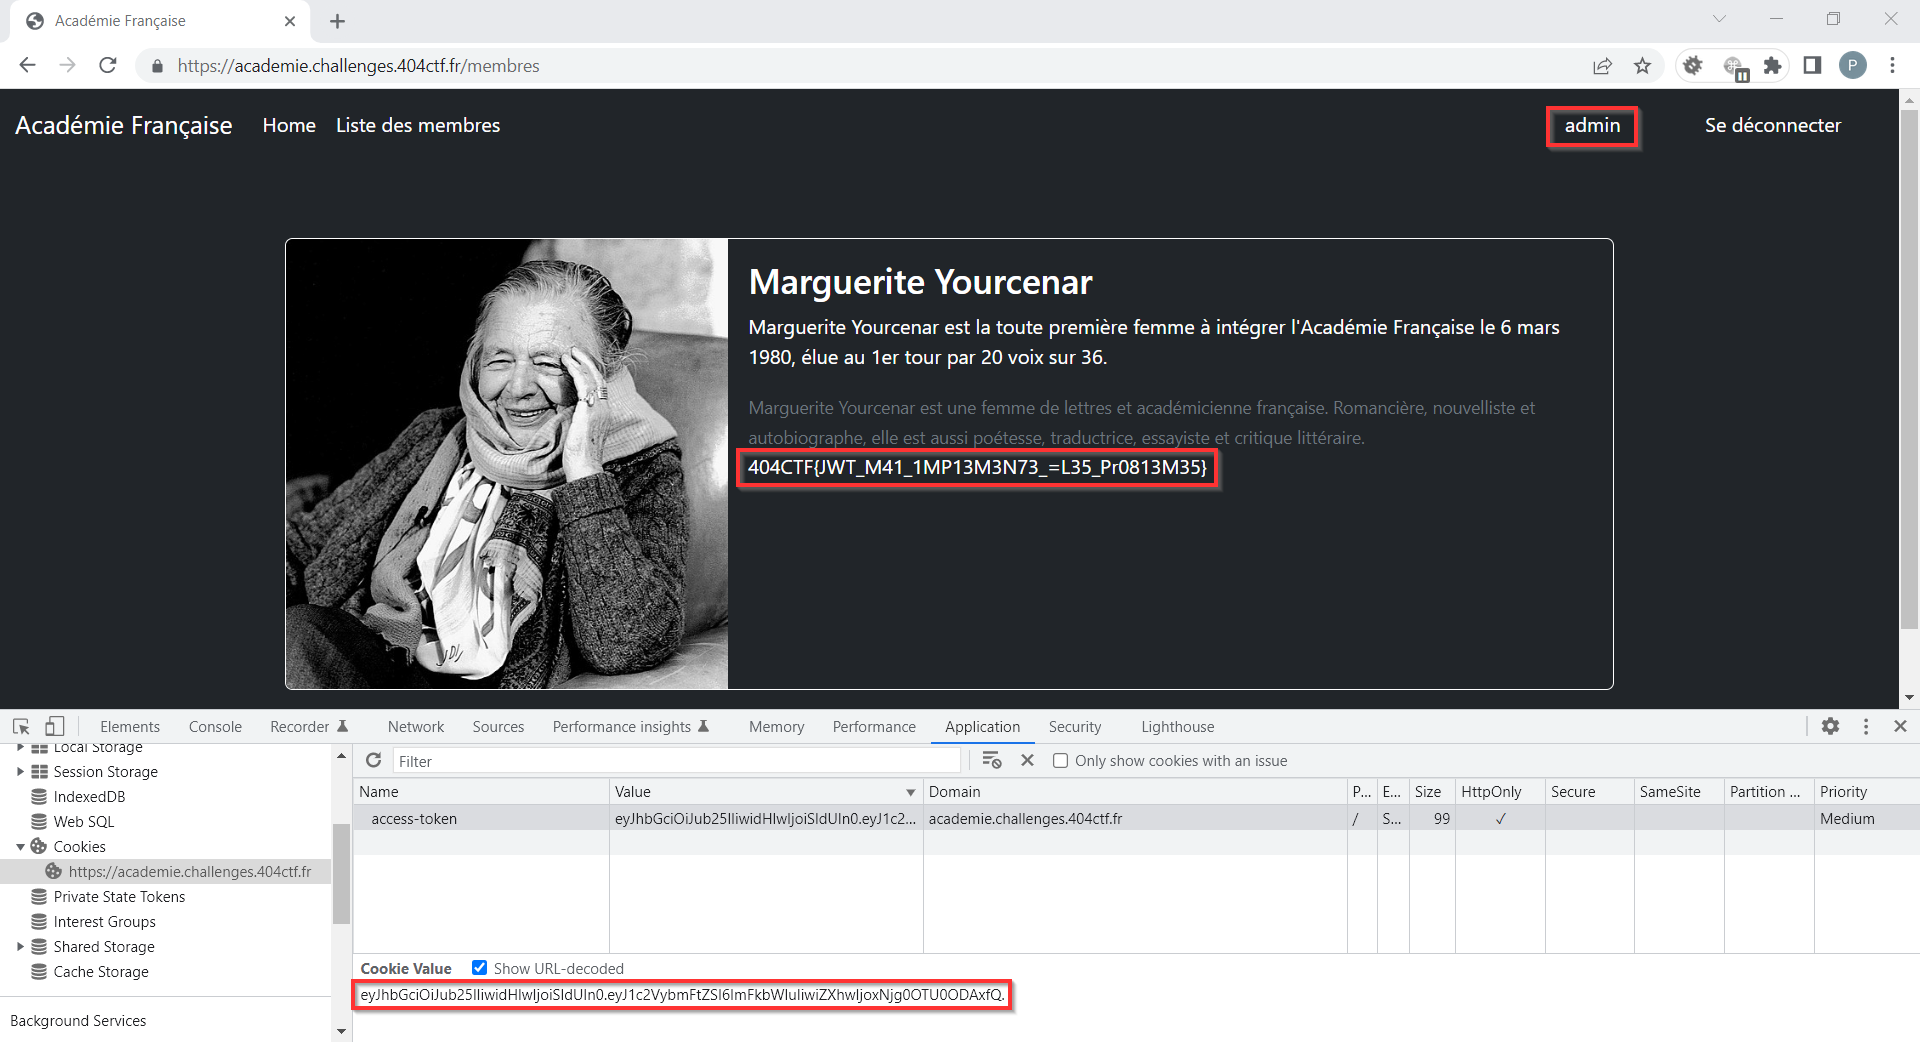 Académie Française
https://academie.challenges.404ctf.fr/membres
P
Académie Française Home Liste des membres admin Se déconnecter
Marguerite Yourcenar
Marguerite Yourcenar est la toute première femme à intégrer l'Académie Française le 6 mars
1980, élue au 1er tour par 20 voix sur 36.
Marguerite Yourcenar est une femme de lettres et académicienne française. Romancière, nouvelliste et
autobiographe, elle est aussi poétesse, traductrice, essayiste et critique littéraire.
404CTF{JWT_M41_1MP13M3N73_=L35_Pr0813M35}
Elements Console Recorder Network Sources Performance insights Memory Performance Application Security Lighthouse
Local Storage
Session Storage
IndexedDB
Web SQL
Cookies
https://academie.challenges.404ctf.fr
Private State Tokens
Interest Groups
Shared Storage
Cache Storage
Background Services
Filter Only show cookies with an issue
Name Value Domain P... E... Size HttpOnly Secure SameSite Partition ... Priority
access-token eyJhbGciOiJub25lIiwidHlwIjoiSldUIn0.eyJ1c2... academie.challenges.404ctf.fr / S... 99 ✓ Medium
Cookie Value Show URL-decoded
eyJhbGciOiJub25lIiwidHlwIjoiSldUIn0.eyJ1c2VybmFtZSI6ImFkbWluIiwiZXhwIjoxNjg0OTU0ODAxfQ.